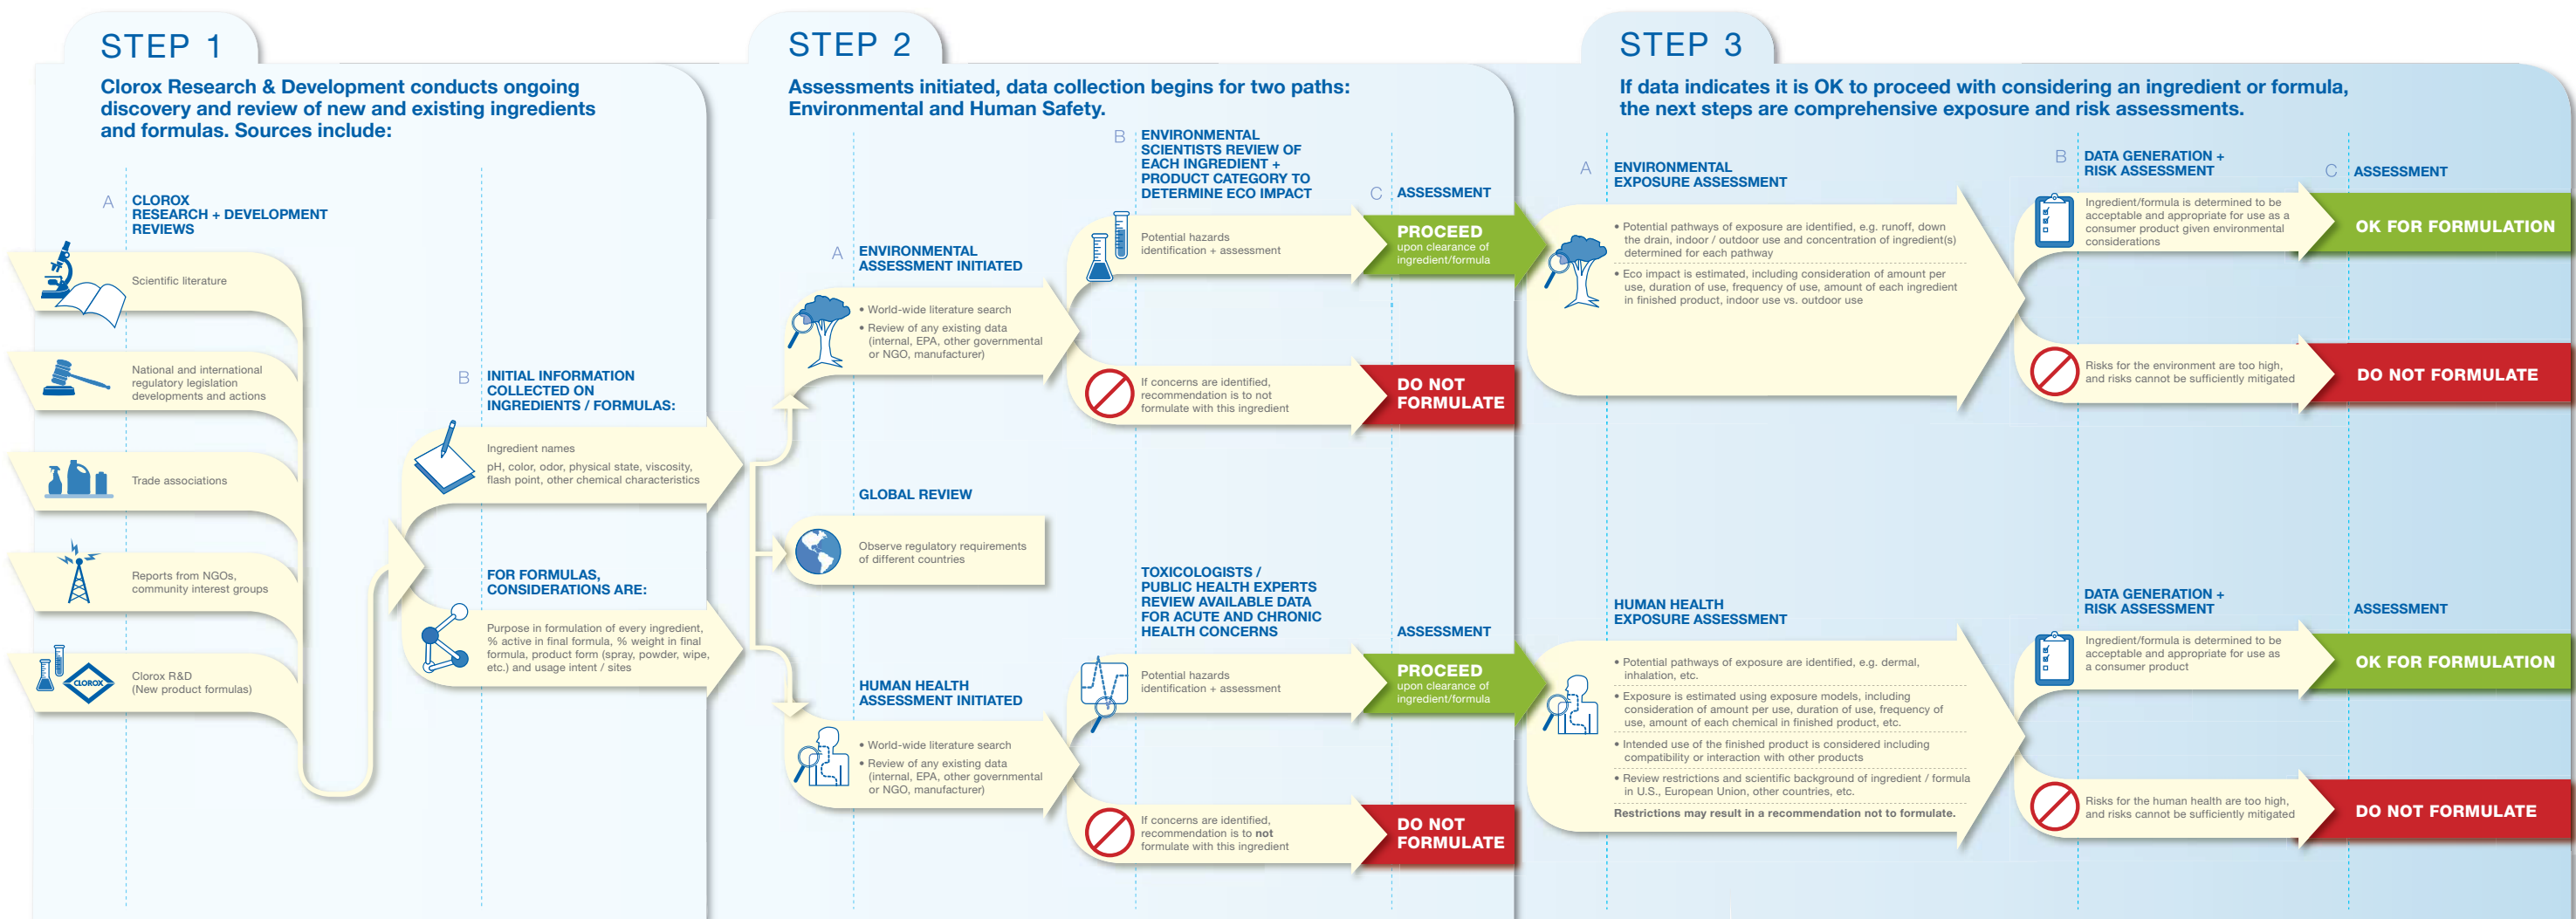 STEP 1
Clorox Research & Development conducts ongoing
discovery and review of new and existing ingredients
and formulas. Sources include:
A
CLOROX
RESEARCH + DEVELOPMENT
REVIEWS
Scientific literature
National and international
regulatory legislation
developments and actions
Trade associations
Reports from NGOs,
community interest groups
CLOROX
Clorox R&D
(New product formulas)
B
INITIAL INFORMATION
COLLECTED ON
INGREDIENTS / FORMULAS:
Ingredient names
pH, color, odor, physical state, viscosity,
flash point, other chemical characteristics
FOR FORMULAS,
CONSIDERATIONS ARE:
Purpose in formulation of every ingredient,
% active in final formula, % weight in final
formula, product form (spray, powder, wipe,
etc.) and usage intent / sites
STEP 2
Assessments initiated, data collection begins for two paths:
Environmental and Human Safety.
A
ENVIRONMENTAL
ASSESSMENT INITIATED
• World-wide literature search
• Review of any existing data
(internal, EPA, other governmental
or NGO, manufacturer)
GLOBAL REVIEW
Observe regulatory requirements
of different countries
HUMAN HEALTH
ASSESSMENT INITIATED
• World-wide literature search
• Review of any existing data
(internal, EPA, other governmental
or NGO, manufacturer)
B
ENVIRONMENTAL
SCIENTISTS REVIEW OF
EACH INGREDIENT +
PRODUCT CATEGORY TO
DETERMINE ECO IMPACT
Potential hazards
identification + assessment
If concerns are identified,
recommendation is to not
formulate with this ingredient
TOXICOLOGISTS /
PUBLIC HEALTH EXPERTS
REVIEW AVAILABLE DATA
FOR ACUTE AND CHRONIC
HEALTH CONCERNS
Potential hazards
identification + assessment
If concerns are identified,
recommendation is to not
formulate with this ingredient
C
ASSESSMENT
PROCEED
upon clearance of
ingredient/formula
DO NOT
FORMULATE
ASSESSMENT
PROCEED
upon clearance of
ingredient/formula
DO NOT
FORMULATE
STEP 3
If data indicates it is OK to proceed with considering an ingredient or formula,
the next steps are comprehensive exposure and risk assessments.
A
ENVIRONMENTAL
EXPOSURE ASSESSMENT
• Potential pathways of exposure are identified, e.g. runoff, down
the drain, indoor / outdoor use and concentration of ingredient(s)
determined for each pathway
• Eco impact is estimated, including consideration of amount per
use, duration of use, frequency of use, amount of each ingredient
in finished product, indoor use vs. outdoor use
HUMAN HEALTH
EXPOSURE ASSESSMENT
• Potential pathways of exposure are identified, e.g. dermal,
inhalation, etc.
• Exposure is estimated using exposure models, including
consideration of amount per use, duration of use, frequency of
use, amount of each chemical in finished product, etc.
• Intended use of the finished product is considered including
compatibility or interaction with other products
• Review restrictions and scientific background of ingredient / formula
in U.S., European Union, other countries, etc.
Restrictions may result in a recommendation not to formulate.
B
DATA GENERATION +
RISK ASSESSMENT
Ingredient/formula is determined to be
acceptable and appropriate for use as a
consumer product given environmental
considerations
Risks for the environment are too high,
and risks cannot be sufficiently mitigated
DATA GENERATION +
RISK ASSESSMENT
Ingredient/formula is determined to be
acceptable and appropriate for use as
a consumer product
Risks for the human health are too high,
and risks cannot be sufficiently mitigated
C
ASSESSMENT
OK FOR FORMULATION
DO NOT FORMULATE
ASSESSMENT
OK FOR FORMULATION
DO NOT FORMULATE